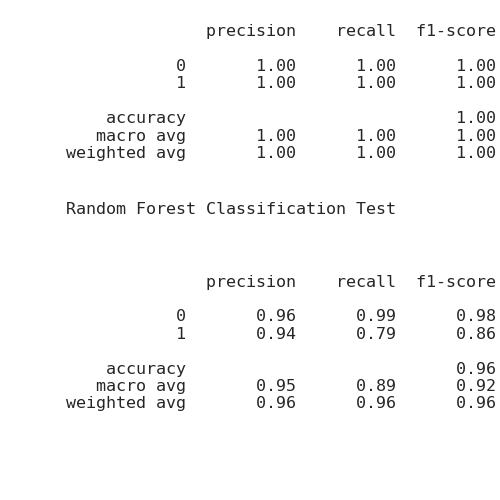 precision recall f1-score
0 1.00 1.00 1.00
1 1.00 1.00 1.00
accuracy 1.00
macro avg 1.00 1.00 1.00
weighted avg 1.00 1.00 1.00
Random Forest Classification Test
precision recall f1-score
0 0.96 0.99 0.98
1 0.94 0.79 0.86
accuracy 0.96
macro avg 0.95 0.89 0.92
weighted avg 0.96 0.96 0.96